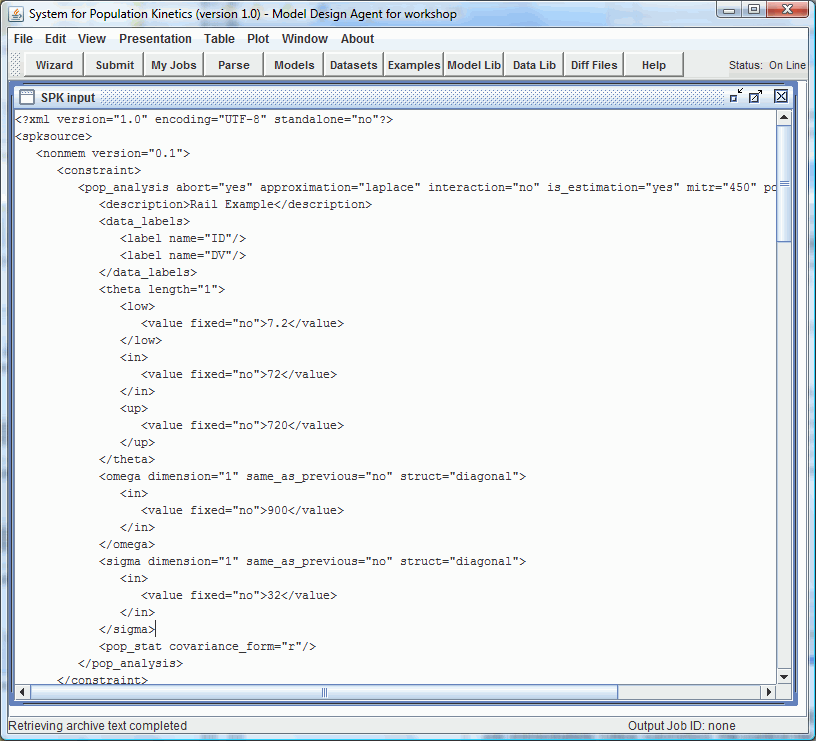 System for Population Kinetics (version 1.0) - Model Design Agent for workshop
File Edit View Presentation Table Plot Window About
Wizard Submit My Jobs Parse Models Datasets Examples Model Lib Data Lib Diff Files Help Status: On Line
SPK input
<?xml version="1.0" encoding="UTF-8" standalone="no"?>
<spksource>
<nonmem version="0.1">
<constraint>
<pop_analysis abort="yes" approximation="laplace" interaction="no" is_estimation="yes" mitr="450" po
<description>Rail Example</description>
<data_labels>
<label name="ID"/>
<label name="DV"/>
</data_labels>
<theta length="1">
<low>
<value fixed="no">7.2</value>
</low>
<in>
<value fixed="no">72</value>
</in>
<up>
<value fixed="no">720</value>
</up>
</theta>
<omega dimension="1" same_as_previous="no" struct="diagonal">
<in>
<value fixed="no">900</value>
</in>
</omega>
<sigma dimension="1" same_as_previous="no" struct="diagonal">
<in>
<value fixed="no">32</value>
</in>
</sigma>
<pop_stat covariance_form="r"/>
</pop_analysis>
</constraint>
Retrieving archive text completed Output Job ID: none